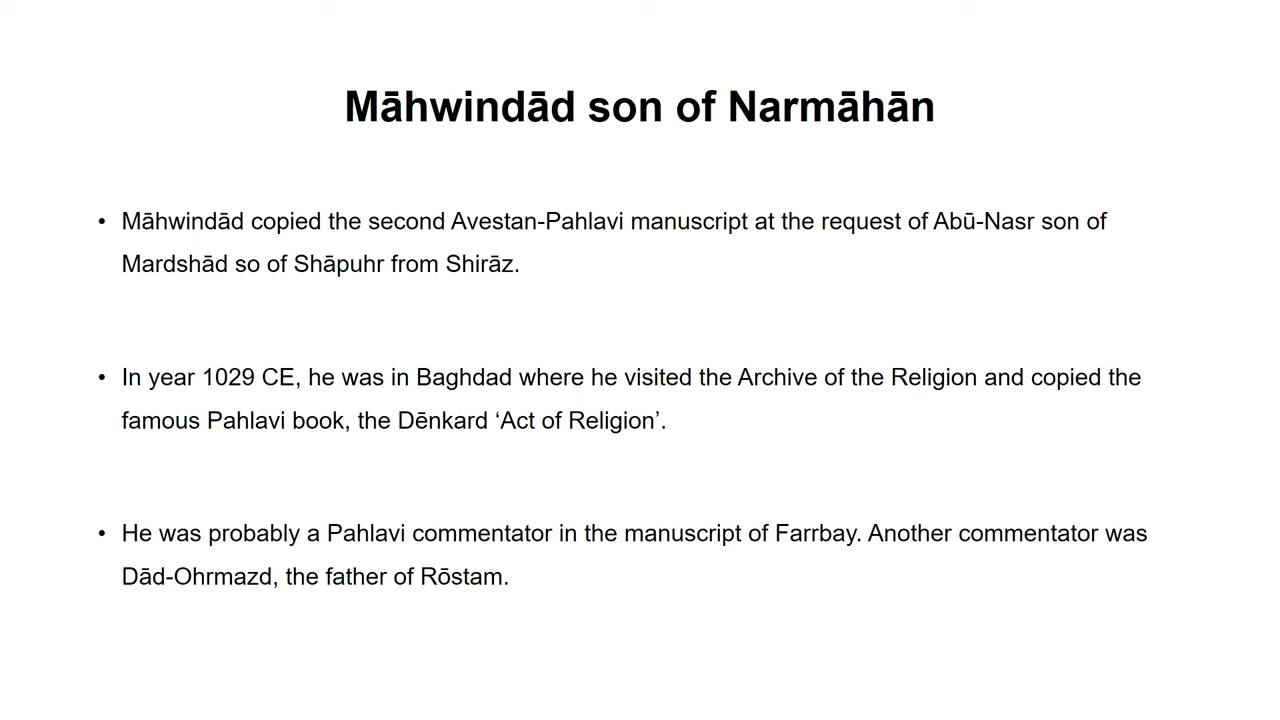 Māhwindād son of Narmāhān
• Māhwindād copied the second Avestan-Pahlavi manuscript at the request of Abū-Nasr son of
Mardshād so of Shāpuhr from Shirāz.
• In year 1029 CE, he was in Baghdad where he visited the Archive of the Religion and copied the
famous Pahlavi book, the Dēnkard ‘Act of Religion’.
• He was probably a Pahlavi commentator in the manuscript of Farrbay. Another commentator was
Dād-Ohrmazd, the father of Rōstam.